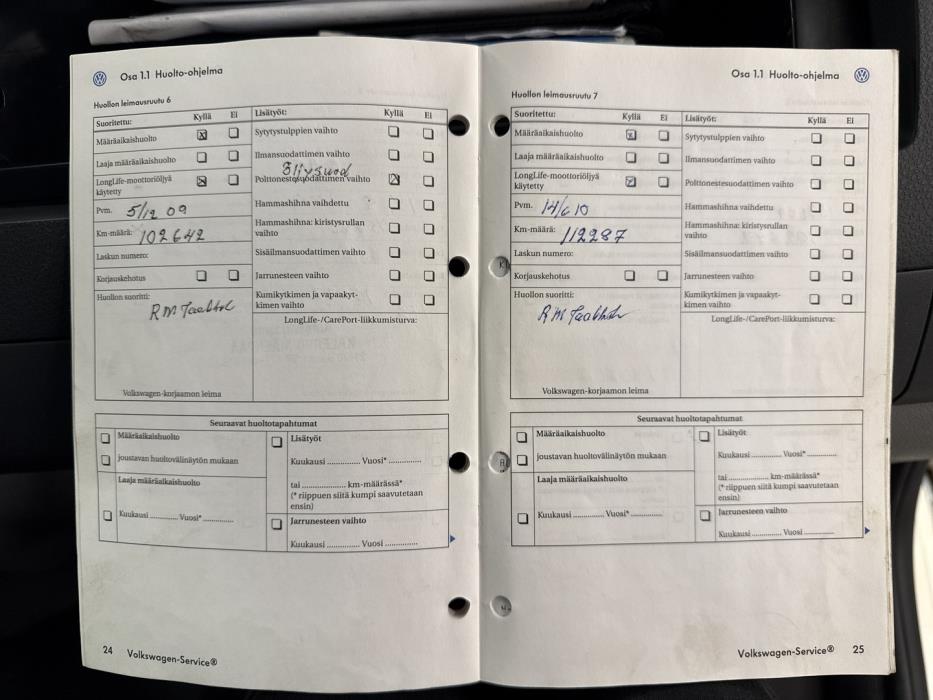 Osa 1.1 Huolto-ohjelma
Huollon leimausruutu 6
Suoritettu: Kyllä Ei
Määräaikaishuolto
Laaja määräaikaishuolto
LongLife-moottoriöljyä
käytetty
Pvm. 5/12 09
Km-määrä: 102642
Laskun numero:
Korjauskehotus
Huollon suoritti:
RM
Volkswagen-korjaamon leima
Lisätyöt: Kyllä Ei
Sytytystulppien vaihto
Ilmansuodattimen vaihto
Polttonestesuodattimen vaihto
Hammashihna vaihdettu
Hammashihna: kiristysrullan
vaihto
Sisäilmansuodattimen vaihto
Jarrunesteen vaihto
Kumikytkimen ja vapaakyt-
kimen vaihto
LongLife-/CarePort-liikkumisturva:
Seuraavat huoltotapahtumat
Määräaikaishuolto
joustavan huoltovälinäytön mukaan
Laaja määräaikaishuolto
Kuukausi ............. Vuosi* .............
Lisätyöt
Kuukausi ............. Vuosi* .............
tai ................ km-määrässä*
(* riippuen siitä kumpi saavutetaan
ensin)
Jarrunesteen vaihto
Kuukausi ............. Vuosi .............
24 Volkswagen-Service®
Osa 1.1 Huolto-ohjelma
Huollon leimausruutu 7
Suoritettu: Kyllä Ei
Määräaikaishuolto
Laaja määräaikaishuolto
LongLife-moottoriöljyä
käytetty
Pvm. 14/6 10
Km-määrä: 112287
Laskun numero:
Korjauskehotus
Huollon suoritti:
RM
Volkswagen-korjaamon leima
Lisätyöt: Kyllä Ei
Sytytystulppien vaihto
Ilmansuodattimen vaihto
Polttonestesuodattimen vaihto
Hammashihna vaihdettu
Hammashihna: kiristysrullan
vaihto
Sisäilmansuodattimen vaihto
Jarrunesteen vaihto
Kumikytkimen ja vapaakyt-
kimen vaihto
LongLife-/CarePort-liikkumisturva:
Seuraavat huoltotapahtumat
Määräaikaishuolto
joustavan huoltovälinäytön mukaan
Laaja määräaikaishuolto
Kuukausi ............. Vuosi* .............
Lisätyöt
Kuukausi ............. Vuosi* .............
tai ................ km-määrässä*
(* riippuen siitä kumpi saavutetaan
ensin)
Jarrunesteen vaihto
Kuukausi ............. Vuosi .............
Volkswagen-Service® 25